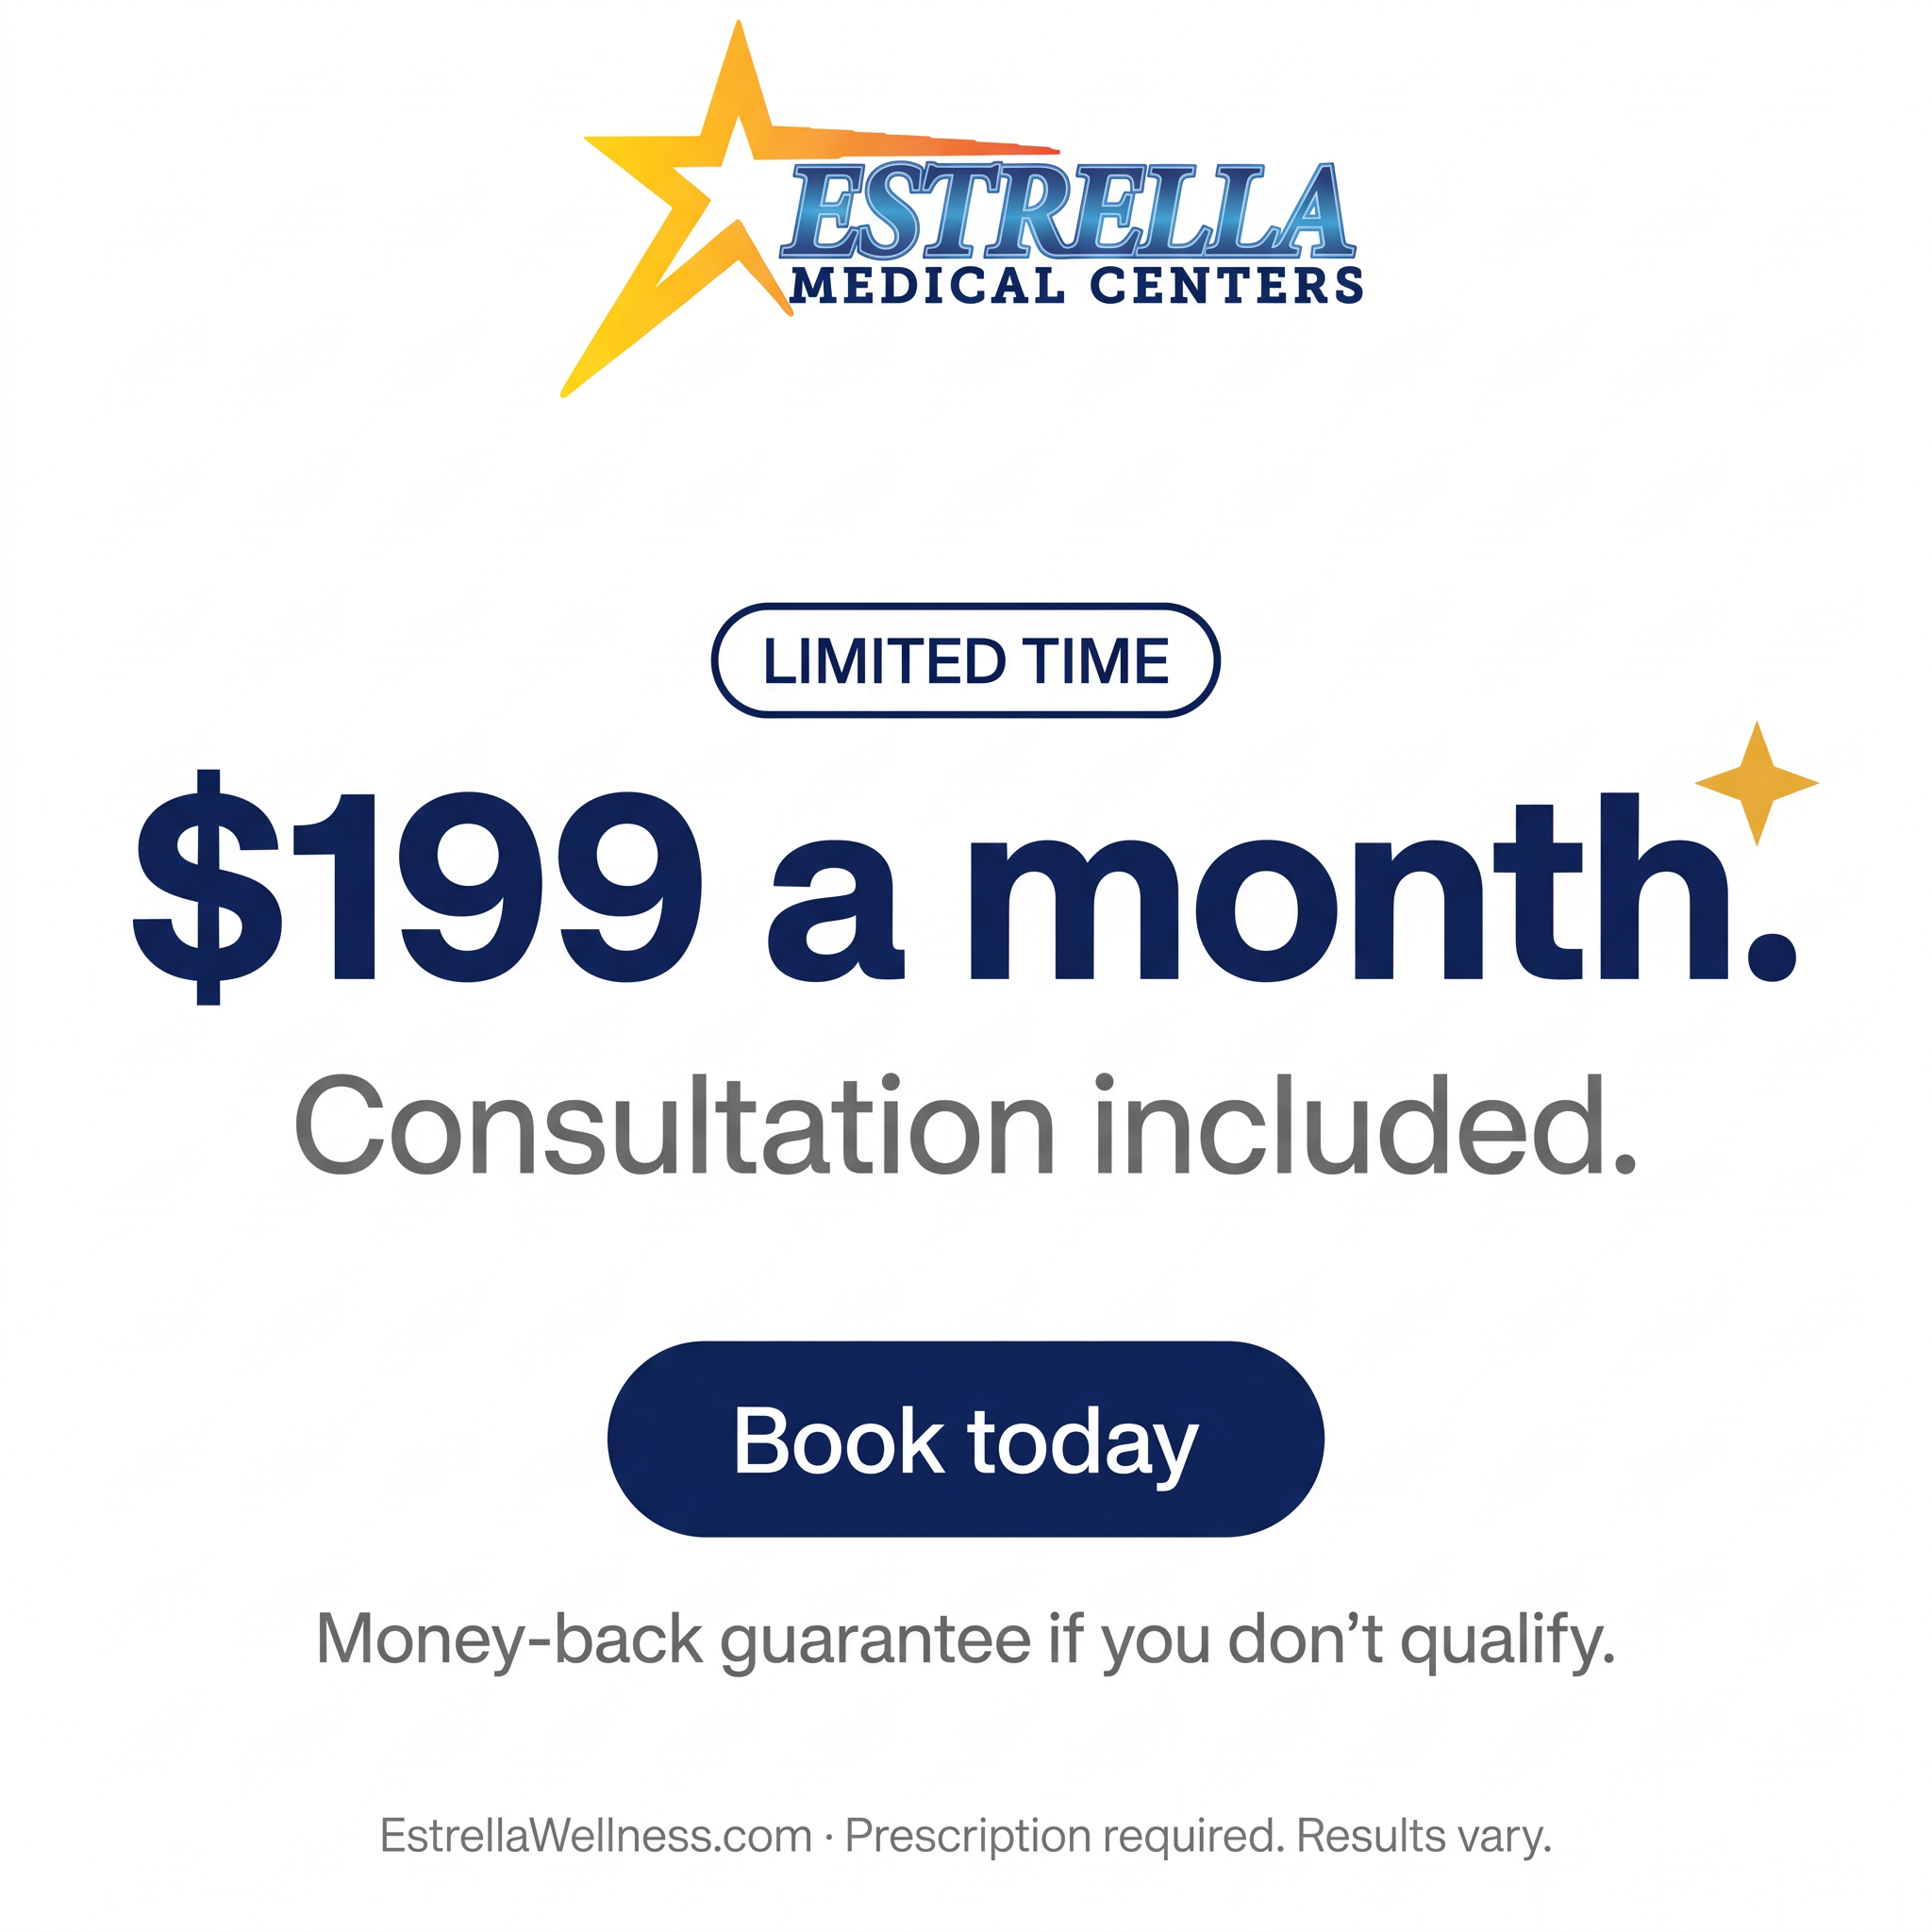 ESTRELLA
MEDICAL CENTERS
LIMITED TIME
$199 a month.
Consultation included.
Book today
Money-back guarantee if you don’t qualify.
EstrellaWellness.com · Prescription required. Results vary.